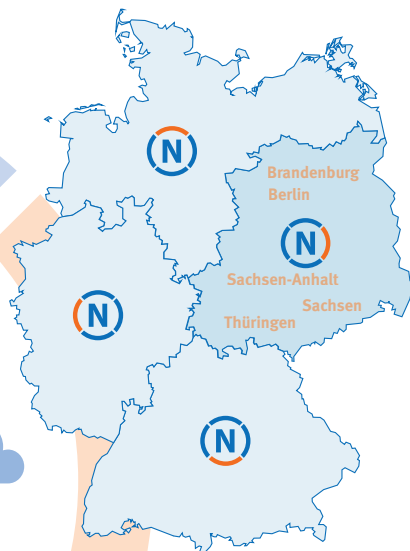 N
Brandenburg
Berlin
N
Sachsen-Anhalt
Sachsen
Thüringen
N
N